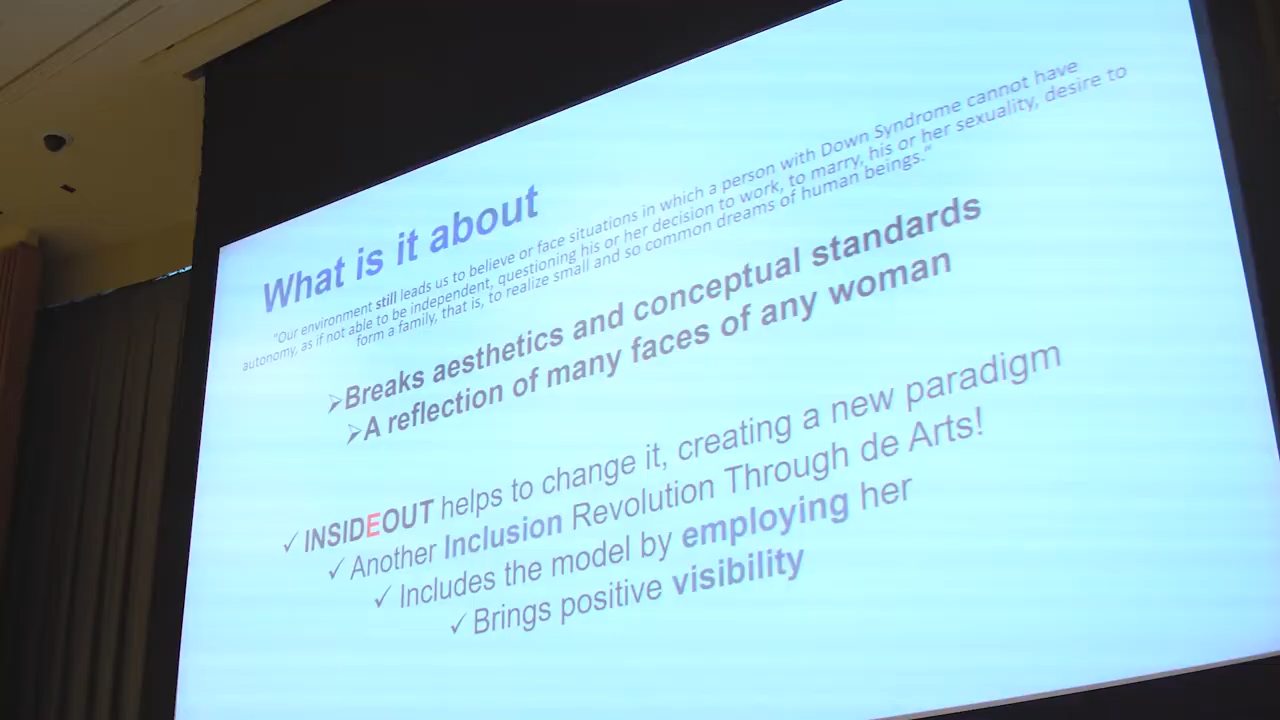 What is it about
"Our environment still leads us to believe or face situations in which a person with Down Syndrome cannot have
autonomy, as if not able to be independent, questioning his or her decision to work, to marry, his or her sexuality, desire to
form a family, that is, to realize small and so common dreams of human beings."
➢Breaks aesthetics and conceptual standards
➢A reflection of many faces of any woman
✓ INSIDEOUT helps to change it, creating a new paradigm
✓ Another Inclusion Revolution Through de Arts!
✓ Includes the model by employing her
✓ Brings positive visibility